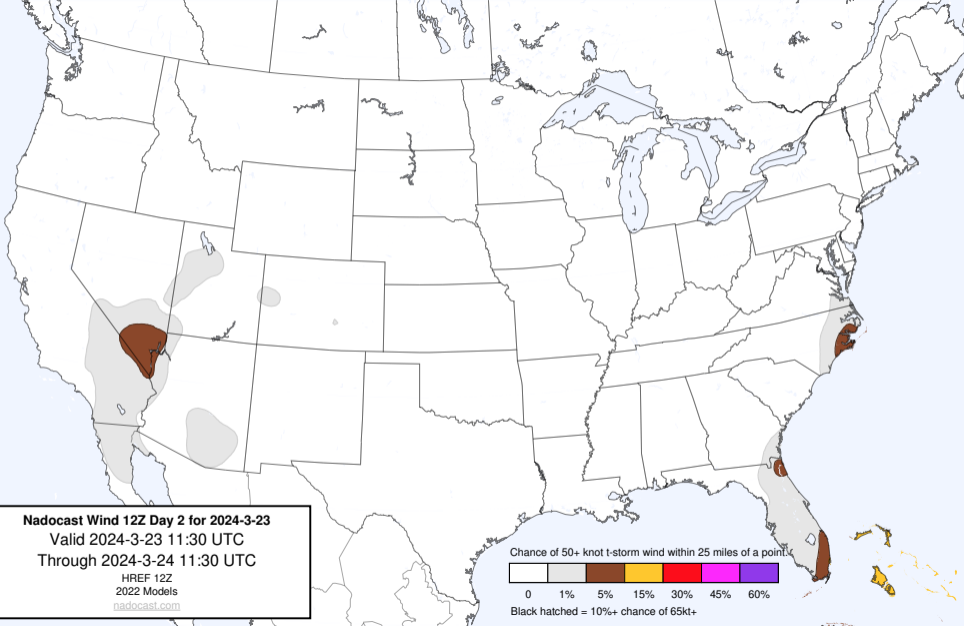 Nadocast Wind 12Z Day 2 for 2024-3-23
Valid 2024-3-23 11:30 UTC
Through 2024-3-24 11:30 UTC
HREF 12Z
2022 Models
nadocast.com
Chance of 50+ knot t-storm wind within 25 miles of a point.
0 1% 5% 15% 30% 45% 60%
Black hatched = 10%+ chance of 65kt+